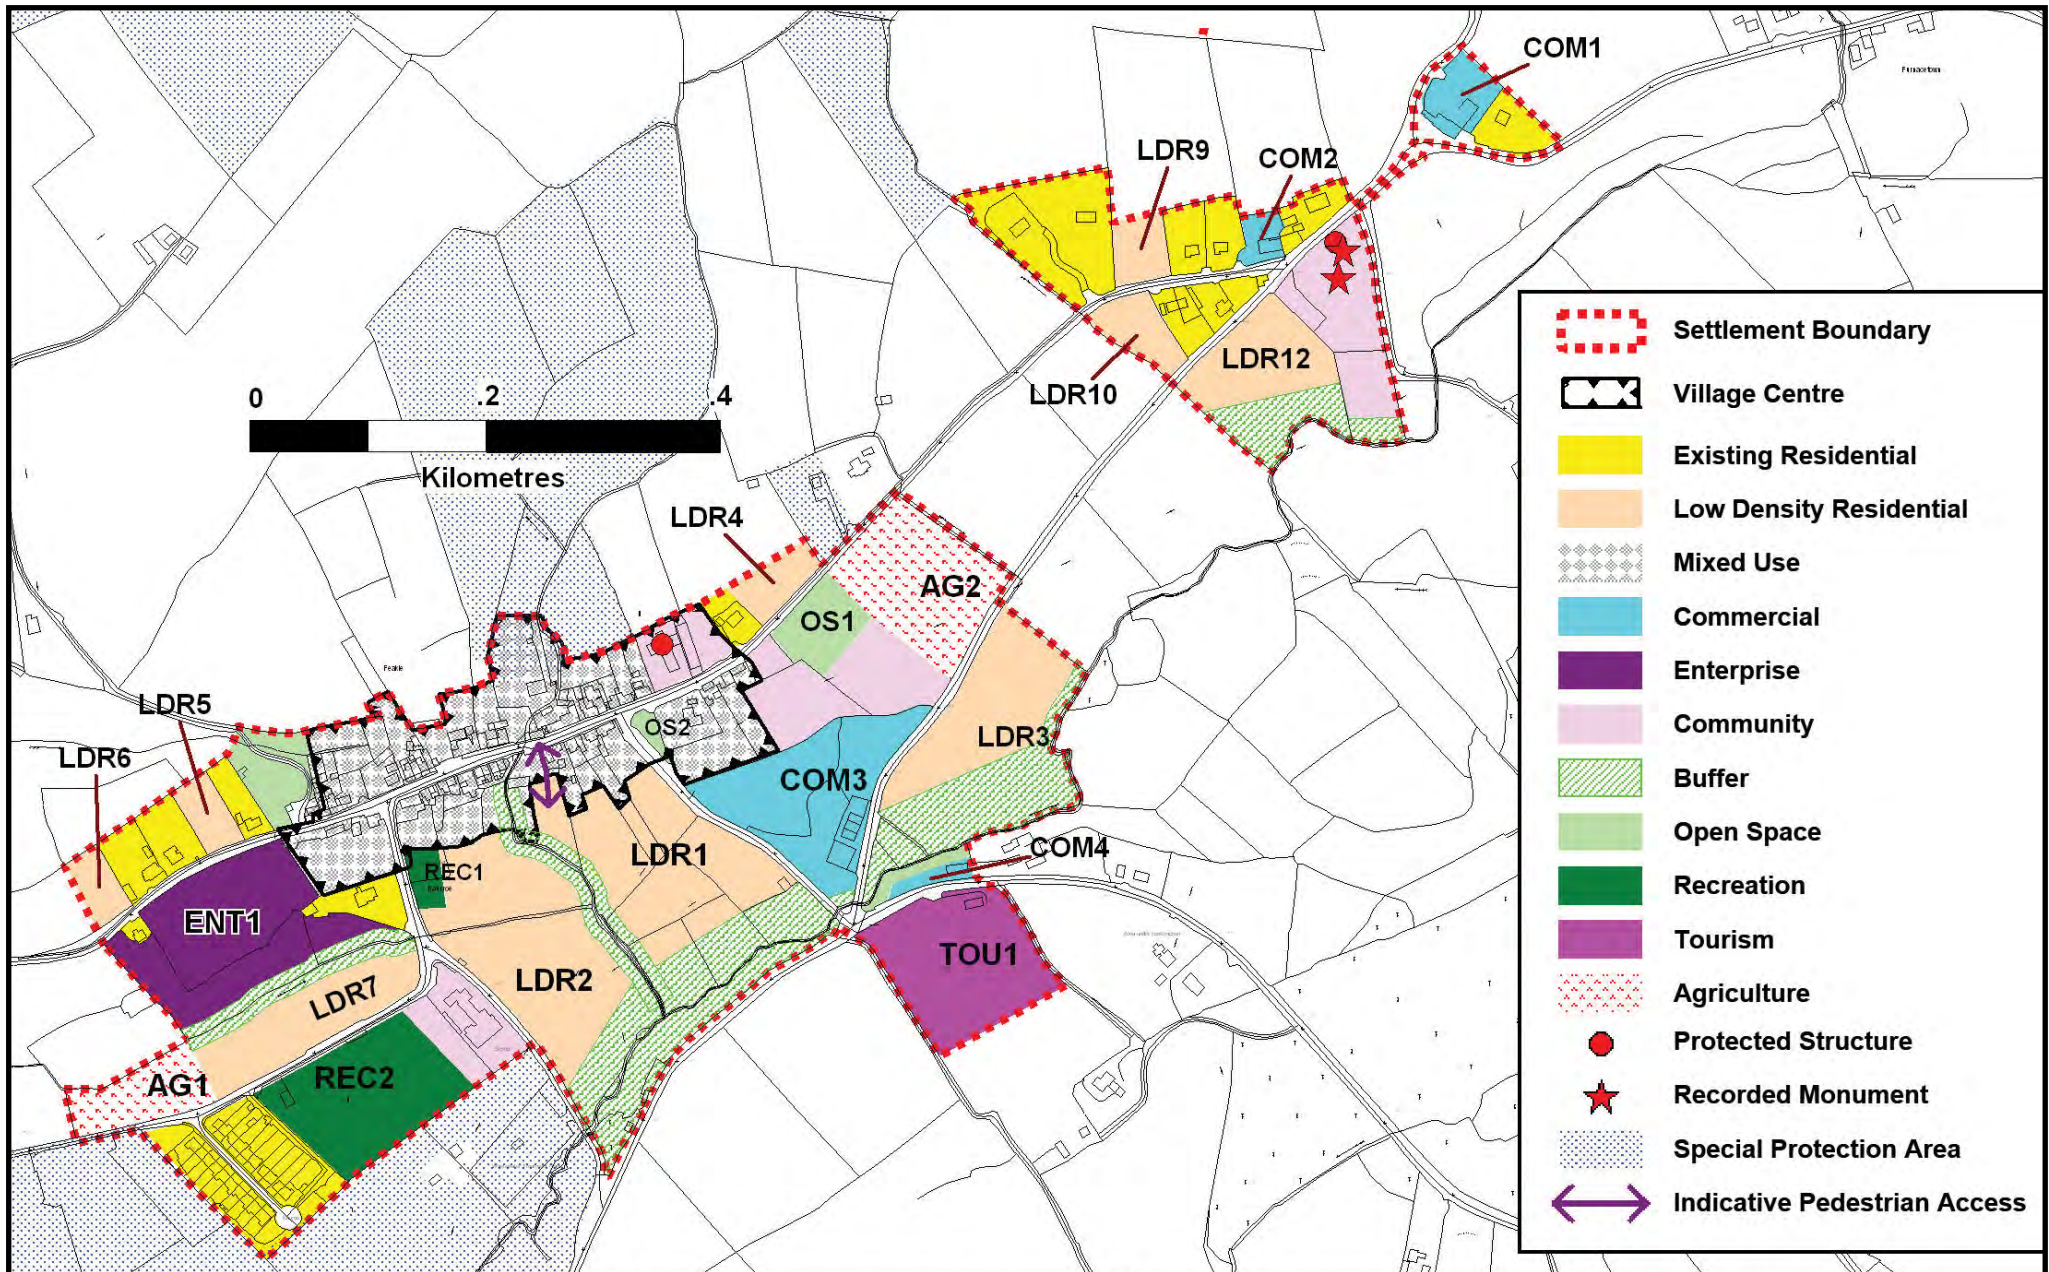 COM1
LDR9
COM2
LDR12
LDR10
0 .2 .4
Kilometres
LDR4
AG2
OS1
Feakle
LDR5
OS2
LDR3
LDR6
COM3
COM4
LDR1
REC1
ENT1
TOU1
LDR2
LDR7
REC2
AG1
Settlement Boundary
Village Centre
Existing Residential
Low Density Residential
Mixed Use
Commercial
Enterprise
Community
Buffer
Open Space
Recreation
Tourism
Agriculture
Protected Structure
Recorded Monument
Special Protection Area
Indicative Pedestrian Access